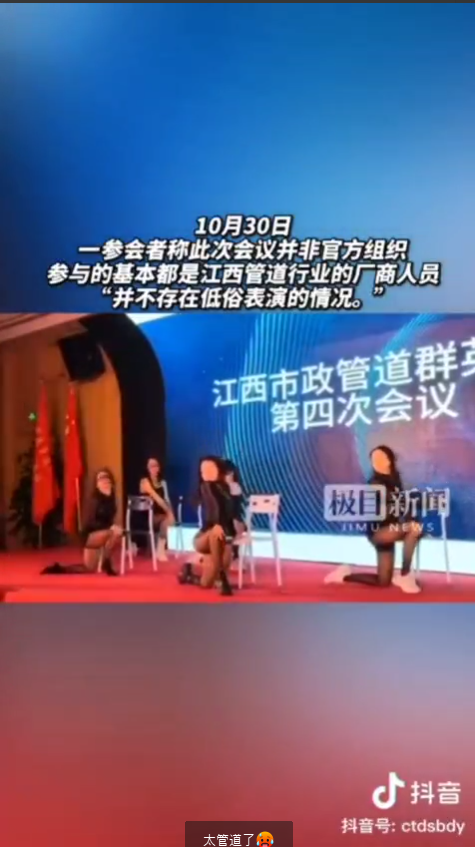 10月30日
一参会者称此次会议并非官方组织
参与的基本都是江西管道行业的厂商人员
“并不存在低俗表演的情况。”
江西市政管道群英
第四次会议
极目新闻
JIMU NEWS
抖音
抖音号: ctdsbdy
太管道了🥵